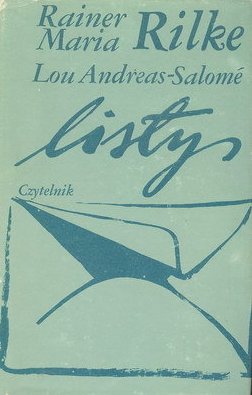 Rainer
Maria Rilke
Lou Andreas-Salomé
listy
Czytelnik